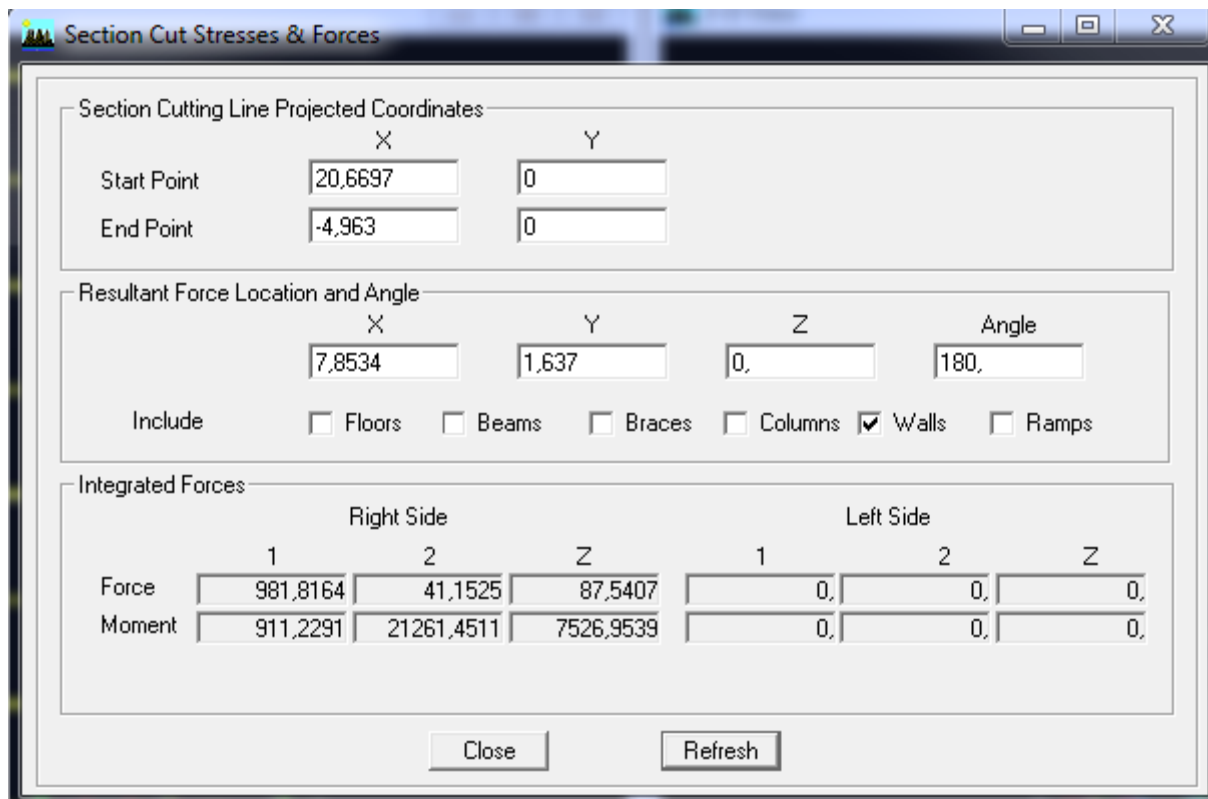 Section Cut Stresses & Forces
Section Cutting Line Projected Coordinates
X Y
Start Point 20,6697 0
End Point -4,963 0
Resultant Force Location and Angle
X Y Z Angle
7,8534 1,637 0, 180,
Include Floors Beams Braces Columns Walls Ramps
Integrated Forces
Right Side Left Side
1 2 Z 1 2 Z
Force 981,8164 41,1525 87,5407 0, 0, 0,
Moment 911,2291 21261,4511 7526,9539 0, 0, 0,
Close Refresh